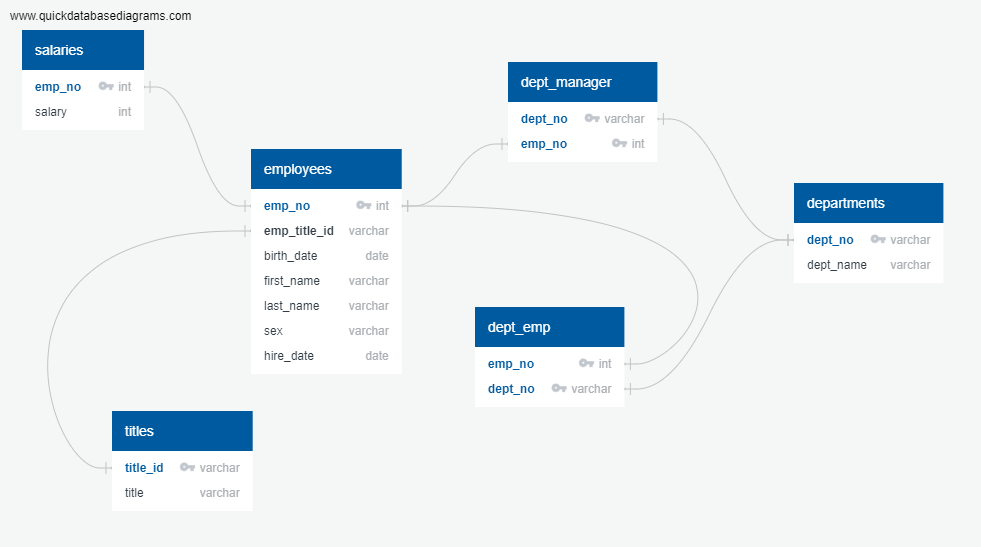 www.quickdatabasediagrams.com
salaries
emp_no int
salary int
employees
emp_no int
emp_title_id varchar
birth_date date
first_name varchar
last_name varchar
sex varchar
hire_date date
titles
title_id varchar
title varchar
dept_manager
dept_no varchar
emp_no int
dept_emp
emp_no int
dept_no varchar
departments
dept_no varchar
dept_name varchar